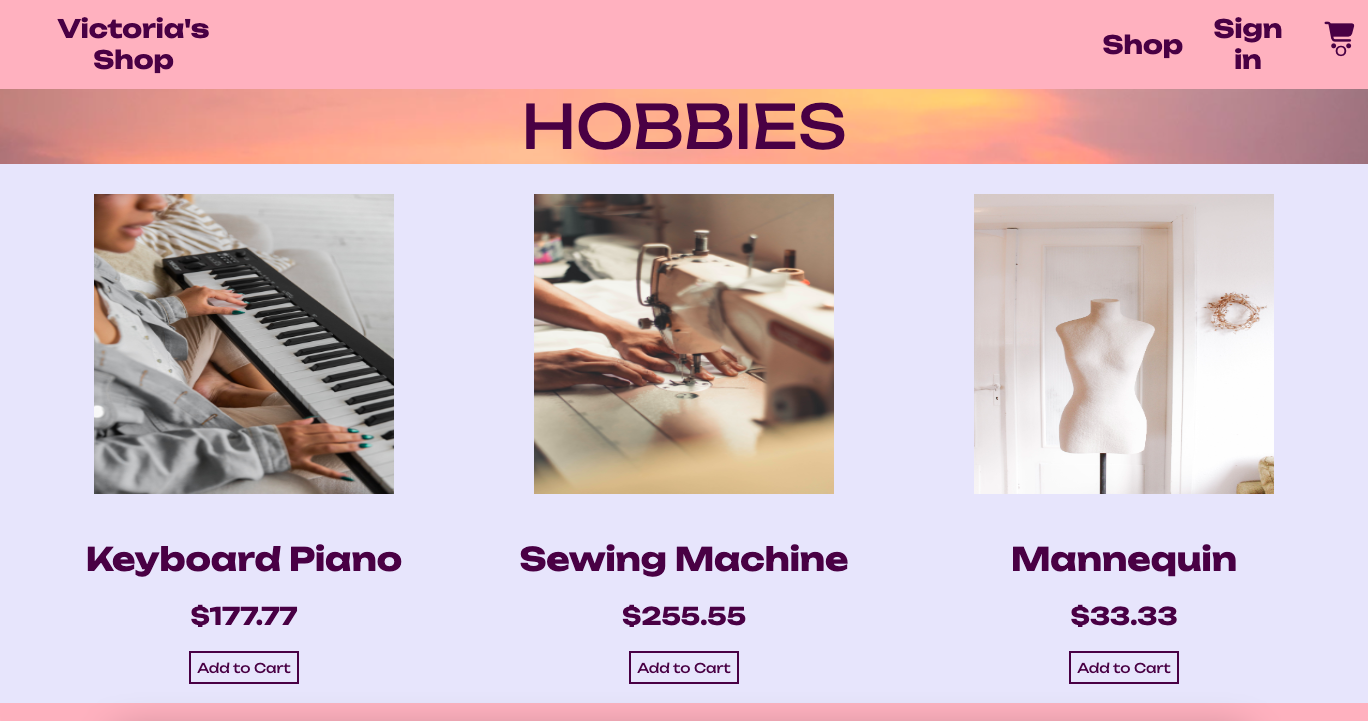 Victoria's
Shop
Shop
Sign
in
0
HOBBIES
Keyboard Piano
Sewing Machine
Mannequin
$177.77
$255.55
$33.33
Add to Cart
Add to Cart
Add to Cart